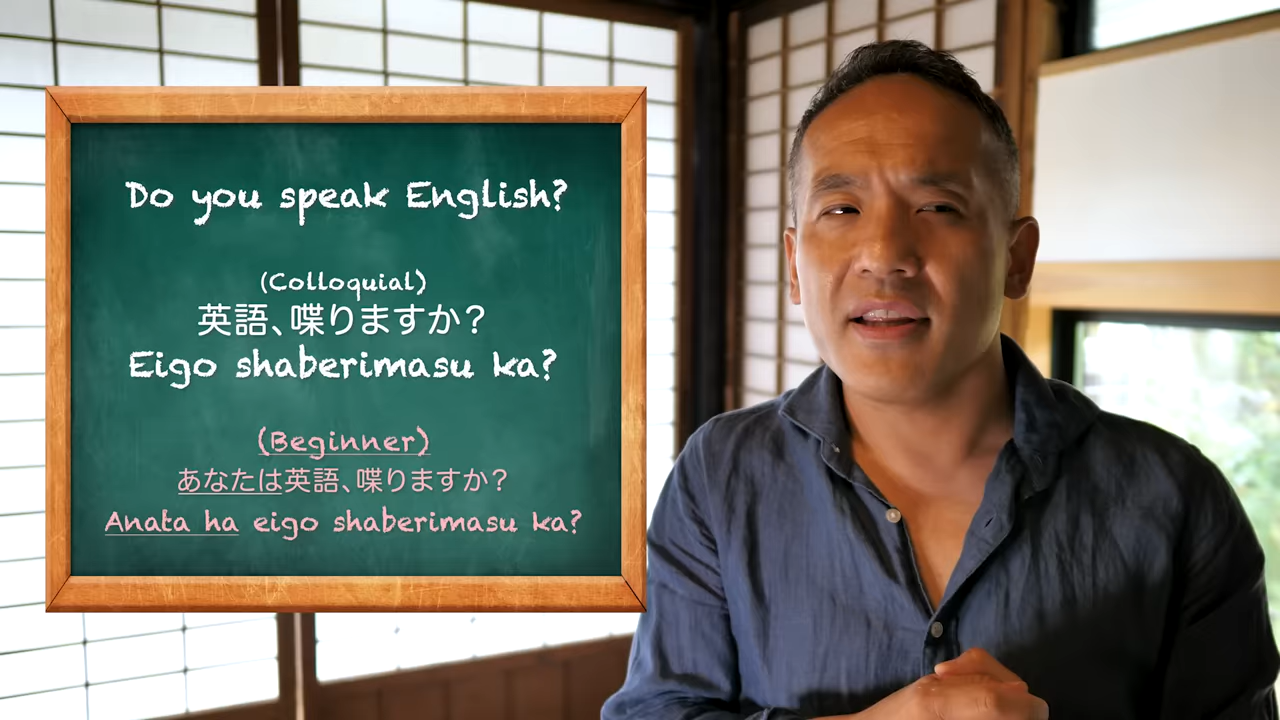 Do you speak English?
(Colloquial)
英語、喋りますか？
Eigo shaberimasu ka?
(Beginner)
あなたは英語、喋りますか？
Anata ha eigo shaberimasu ka?